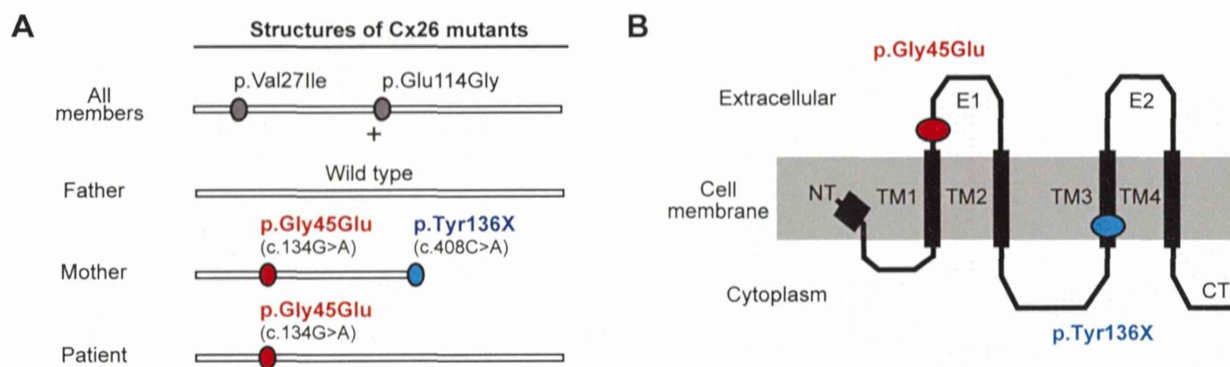 A
Structures of Cx26 mutants
All
members
p.Val27Ile
p.Glu114Gly
+
Father
Wild type
Mother
p.Gly45Glu
(c.134G>A)
p.Tyr136X
(c.408C>A)
Patient
p.Gly45Glu
(c.134G>A)
B
p.Gly45Glu
Extracellular
E1
E2
Cell
membrane
NT
TM1
TM2
TM3
TM4
Cytoplasm
CT
p.Tyr136X